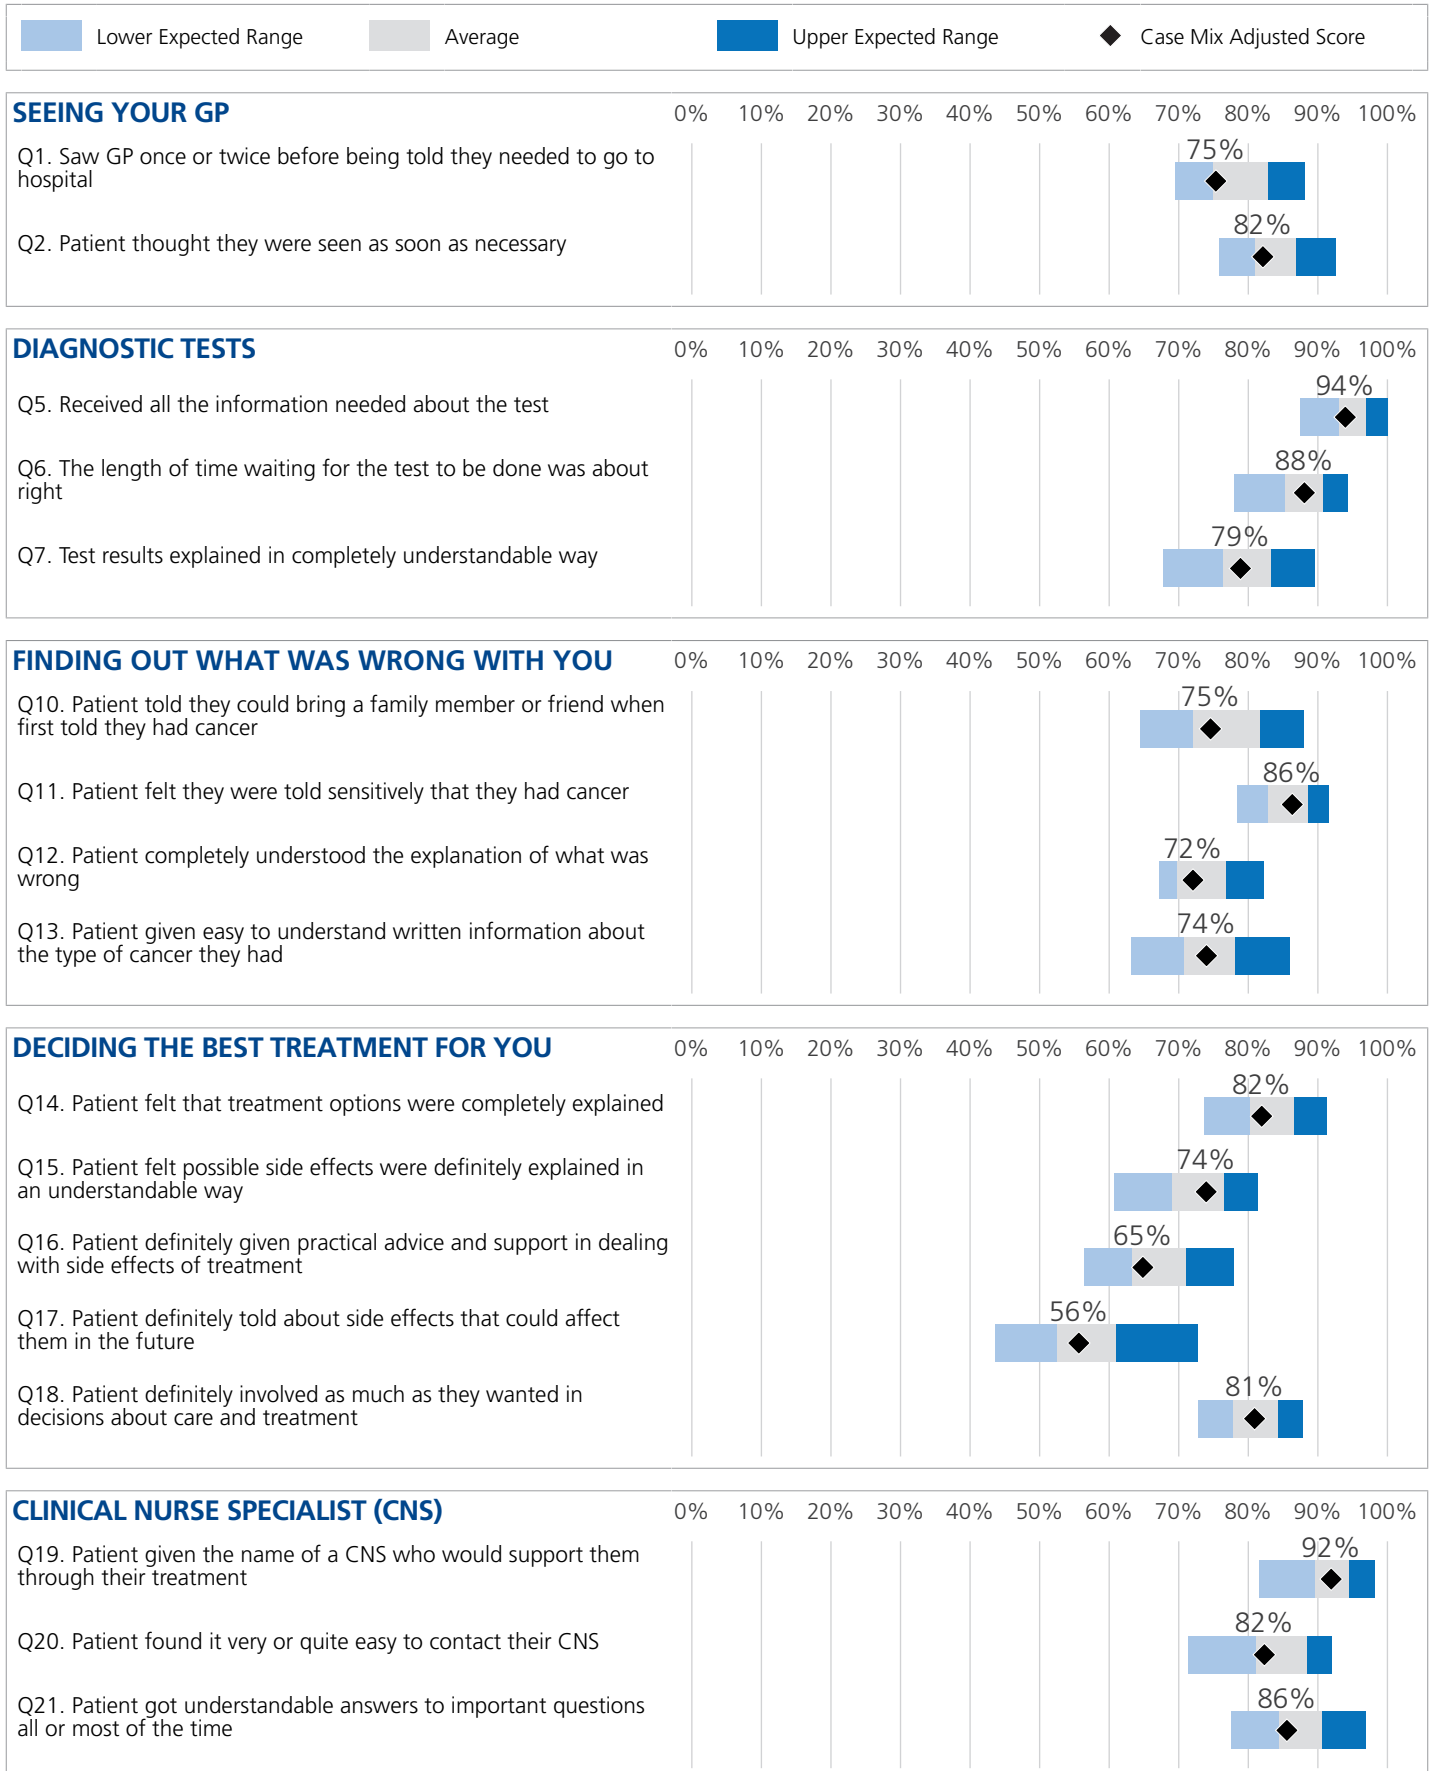 Lower Expected Range Average Upper Expected Range Case Mix Adjusted Score
SEEING YOUR GP 0% 10% 20% 30% 40% 50% 60% 70% 80% 90% 100%
75%
Q1. Saw GP once or twice before being told they needed to go to
hospital
82%
Q2. Patient thought they were seen as soon as necessary
DIAGNOSTIC TESTS 0% 10% 20% 30% 40% 50% 60% 70% 80% 90% 100%
94%
Q5. Received all the information needed about the test
88%
Q6. The length of time waiting for the test to be done was about
right
79%
Q7. Test results explained in completely understandable way
FINDING OUT WHAT WAS WRONG WITH YOU 0% 10% 20% 30% 40% 50% 60% 70% 80% 90% 100%
75%
Q10. Patient told they could bring a family member or friend when
first told they had cancer
86%
Q11. Patient felt they were told sensitively that they had cancer
72%
Q12. Patient completely understood the explanation of what was
wrong
74%
Q13. Patient given easy to understand written information about
the type of cancer they had
DECIDING THE BEST TREATMENT FOR YOU 0% 10% 20% 30% 40% 50% 60% 70% 80% 90% 100%
82%
Q14. Patient felt that treatment options were completely explained
74%
Q15. Patient felt possible side effects were definitely explained in
an understandable way
65%
Q16. Patient definitely given practical advice and support in dealing
with side effects of treatment
56%
Q17. Patient definitely told about side effects that could affect
them in the future
81%
Q18. Patient definitely involved as much as they wanted in
decisions about care and treatment
CLINICAL NURSE SPECIALIST (CNS) 0% 10% 20% 30% 40% 50% 60% 70% 80% 90% 100%
92%
Q19. Patient given the name of a CNS who would support them
through their treatment
82%
Q20. Patient found it very or quite easy to contact their CNS
86%
Q21. Patient got understandable answers to important questions
all or most of the time